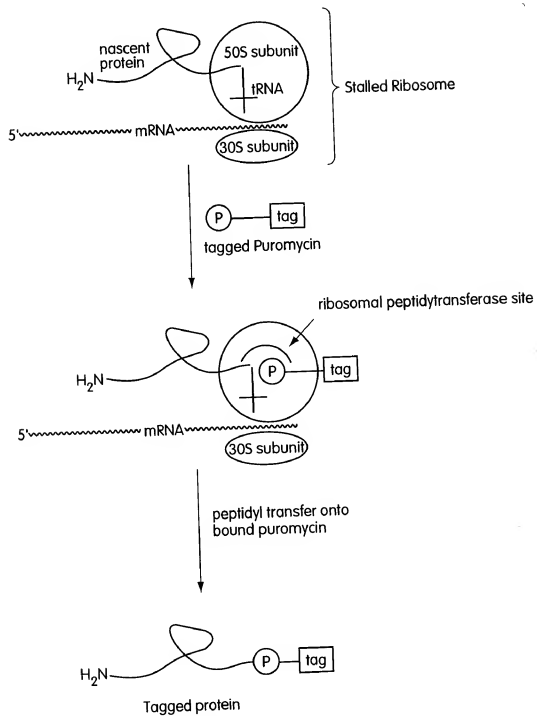 nascent
protein
50S subunit
H₂N
tRNA
Stalled Ribosome
5'
mRNA
30S subunit
P
tag
tagged Puromycin
ribosomal peptidytransferase site
P
tag
H₂N
5'
mRNA
30S subunit
peptidyl transfer onto
bound puromycin
P
tag
H₂N
Tagged protein